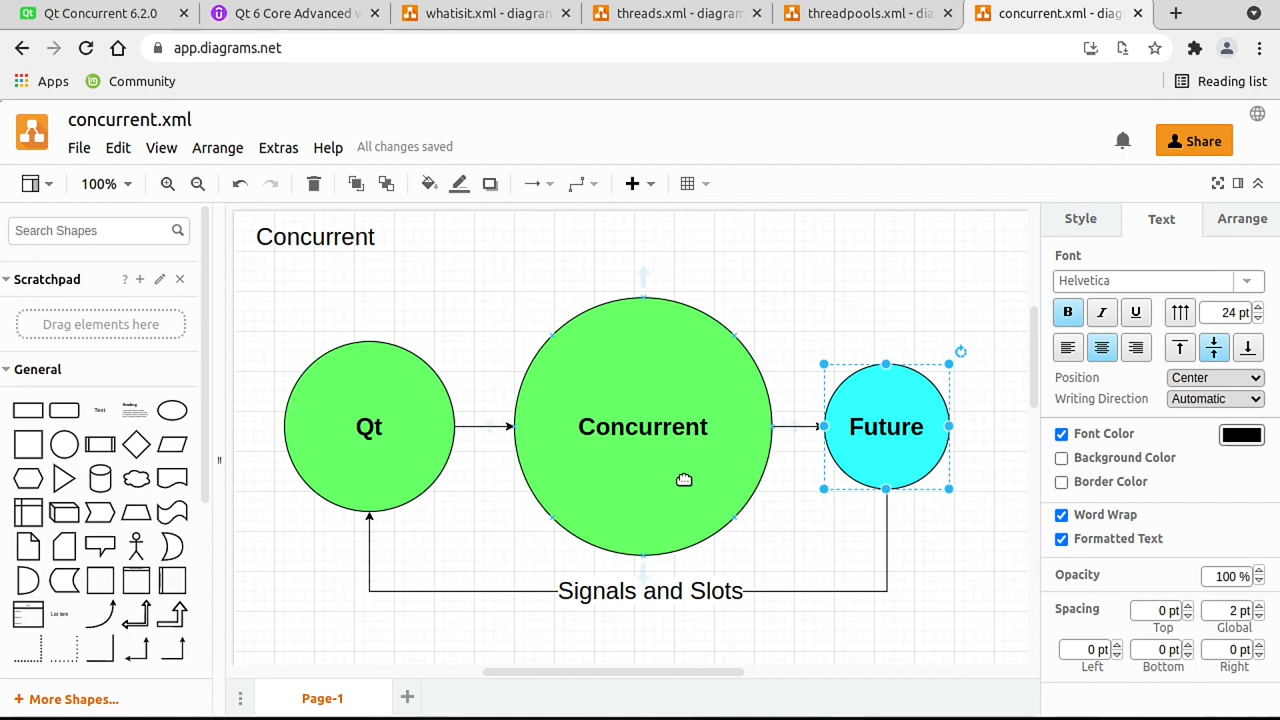 Qt Concurrent 6.2.0
Qt 6 Core Advanced w
whatisit.xml - diagram
threads.xml - diagram
threadpools.xml - dia
concurrent.xml - diag
app.diagrams.net
Apps
Community
Reading list
concurrent.xml
File Edit View Arrange Extras Help All changes saved
Share
100%
Search Shapes
Scratchpad
Drag elements here
General
Text
Heading
List Item
+ More Shapes...
Concurrent
Qt
Concurrent
Future
Signals and Slots
Page-1
Style Text Arrange
Font
Helvetica
B I U 24 pt
Position Center
Writing Direction Automatic
Font Color
Background Color
Border Color
Word Wrap
Formatted Text
Opacity 100 %
Spacing 0 pt 2 pt
Top Global
0 pt 0 pt 0 pt
Left Bottom Right